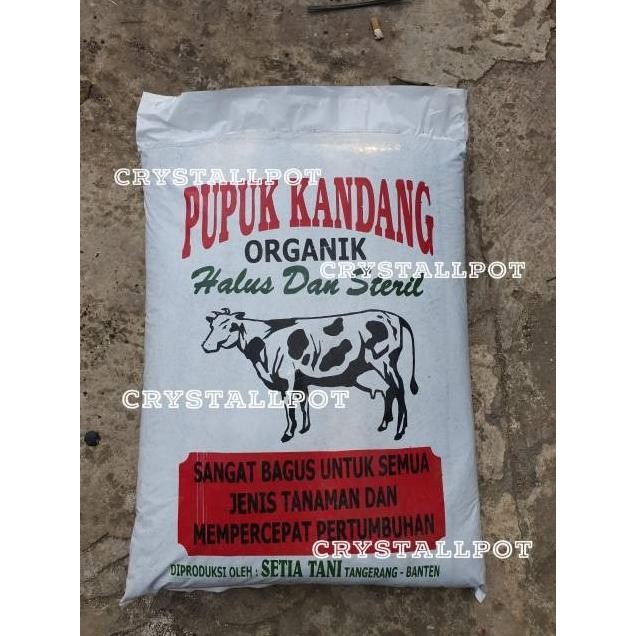 CRYSTALLPOT
PUPUK KANDANG
ORGANIK
CRYSTALLPOT
Halus Dan Steril
CRYSTALLPOT
SANGAT BAGUS UNTUK SEMUA
JENIS TANAMAN DAN
MEMPERCEPAT PERTUMBUHAN
CRYSTALLPOT
DIPRODUKSI OLEH : SETIA TANI TANGERANG - BANTEN